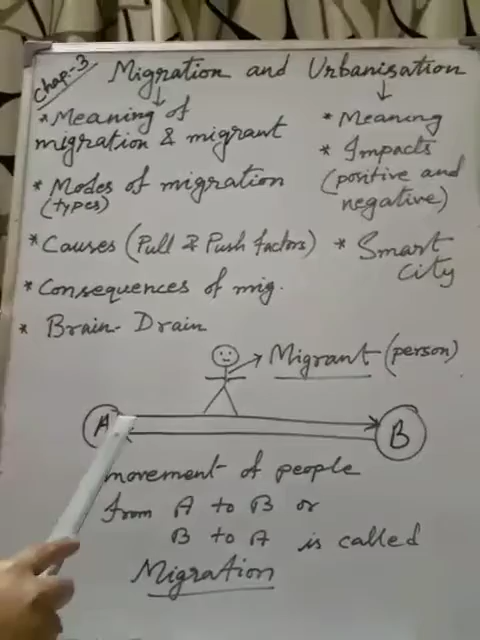 Chap-3
Migration and Urbanisation
* Meaning of
migration & migrant
* Modes of migration
(types)
* Causes (Pull & Push factors)
* Consequences of mig.
* Brain-Drain
* Meaning
* Impacts
(positive and
negative)
* Smart
City
Migrant (person)
A
B
movement of people
from A to B or
B to A is called
Migration